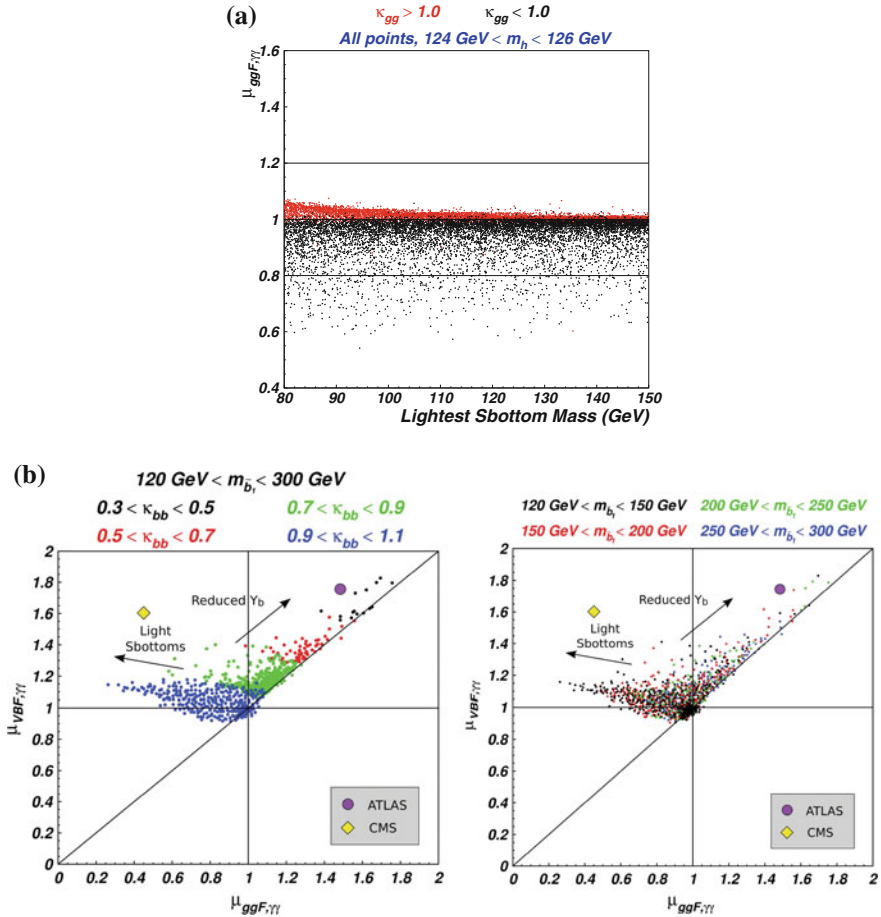 (a)
κgg > 1.0 κgg < 1.0
All points, 124 GeV < mh < 126 GeV
μggF,γγ
1.6
1.4
1.2
1
0.8
0.6
0.4
80 90 100 110 120 130 140 150
Lightest Sbottom Mass (GeV)
(b)
120 GeV < mb̃1 < 300 GeV
0.3 < κbb < 0.5 0.7 < κbb < 0.9
0.5 < κbb < 0.7 0.9 < κbb < 1.1
μVBF,γγ
2
1.8
1.6
1.4
1.2
1
0.8
0.6
0.4
0.2
0
Reduced Yb
Light
Sbottoms
ATLAS
CMS
0 0.2 0.4 0.6 0.8 1 1.2 1.4 1.6 1.8 2
μggF,γγ
120 GeV < mb̃1 < 150 GeV 200 GeV < mb̃1 < 250 GeV
150 GeV < mb̃1 < 200 GeV 250 GeV < mb̃1 < 300 GeV
μVBF,γγ
2
1.8
1.6
1.4
1.2
1
0.8
0.6
0.4
0.2
0
Reduced Yb
Light
Sbottoms
ATLAS
CMS
0 0.2 0.4 0.6 0.8 1 1.2 1.4 1.6 1.8 2
μggF,γγ